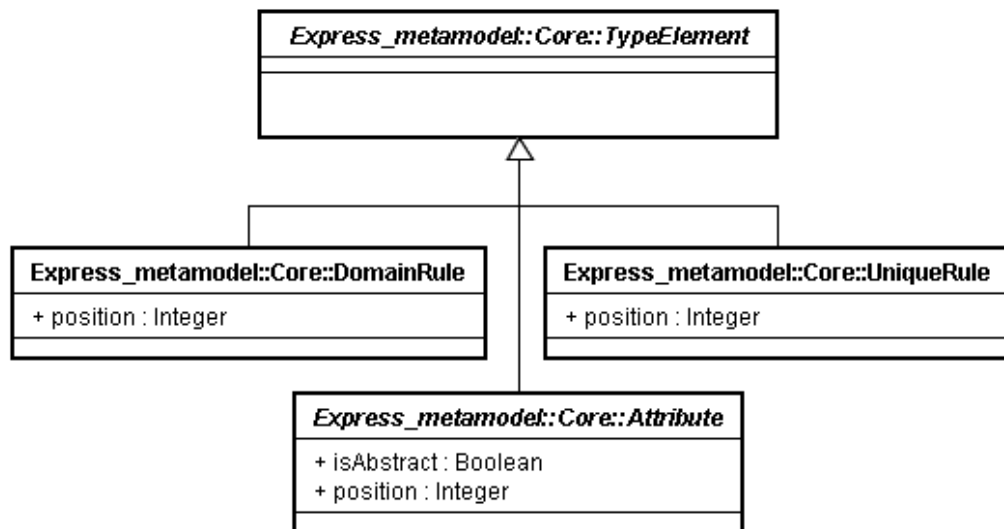 Express_metamodel::Core::TypeElement
Express_metamodel::Core::DomainRule
+ position : Integer
Express_metamodel::Core::UniqueRule
+ position : Integer
Express_metamodel::Core::Attribute
+ isAbstract : Boolean
+ position : Integer